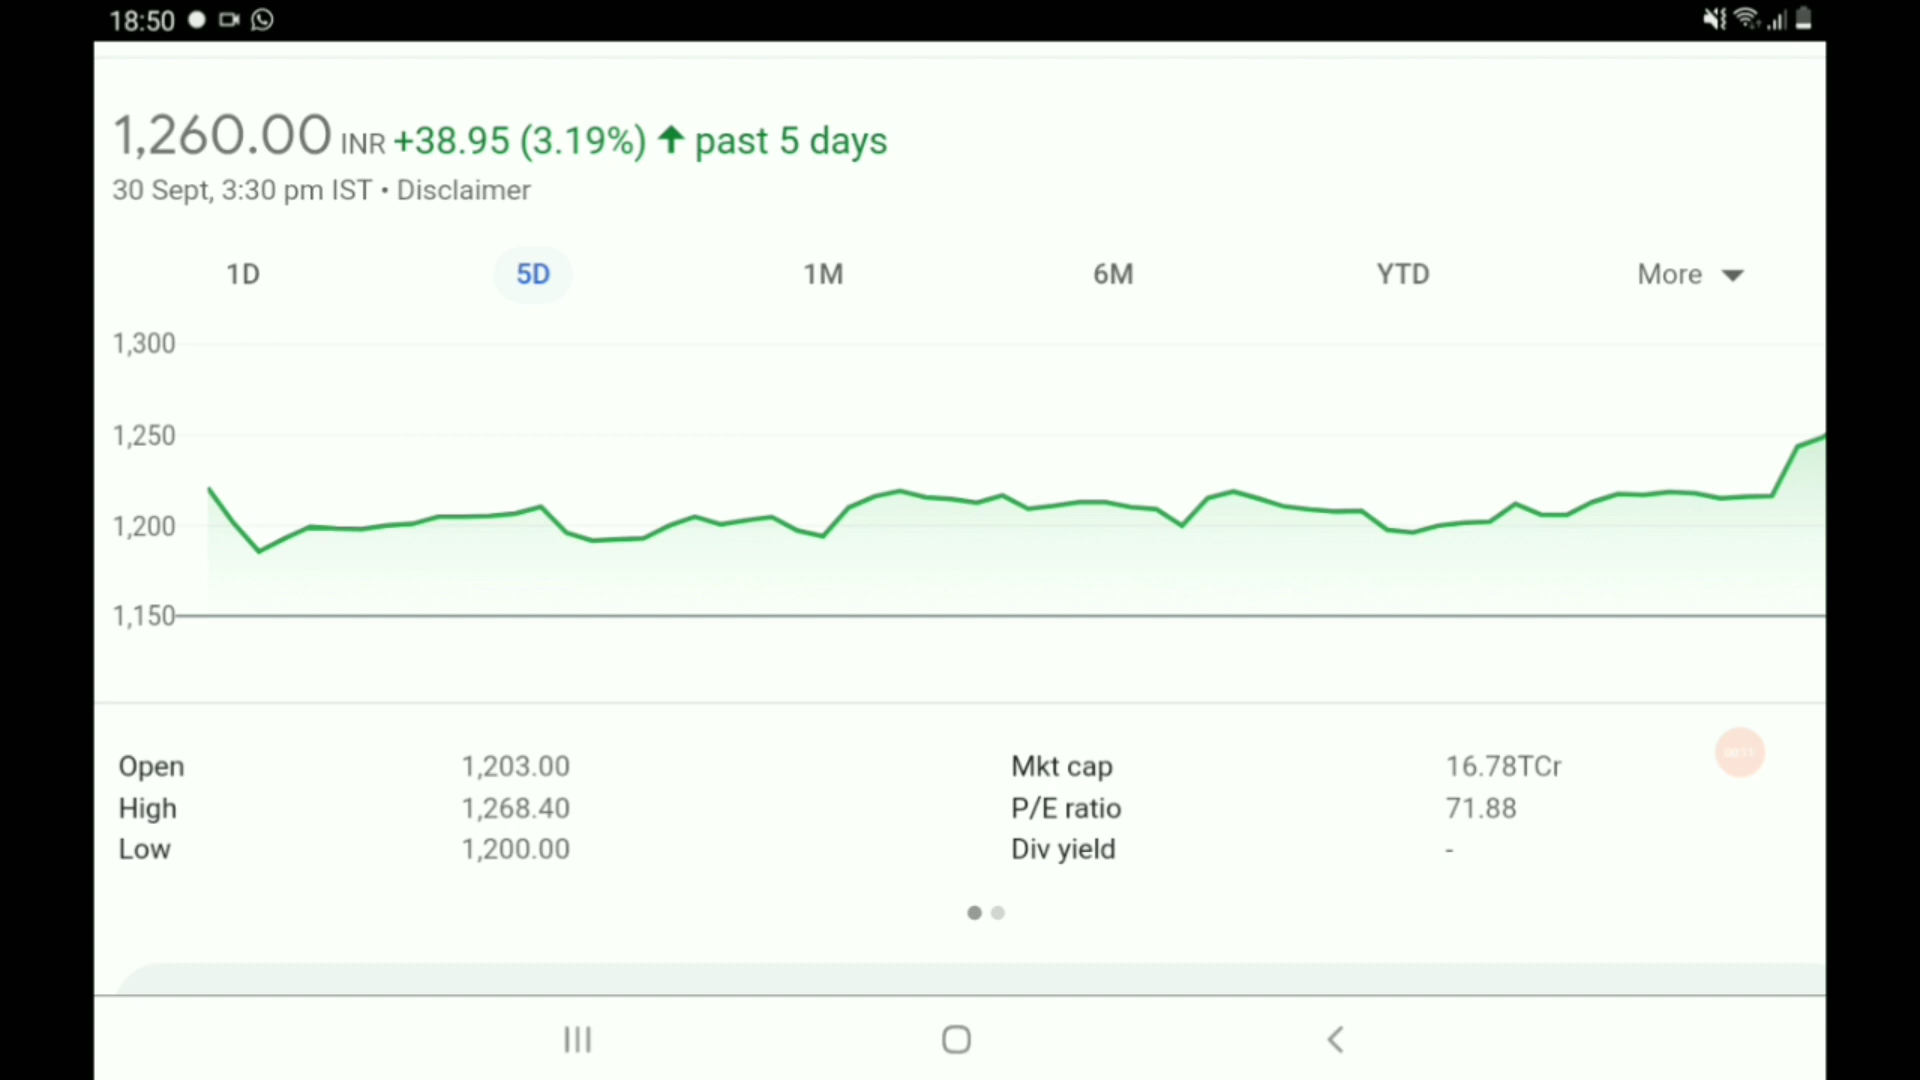 18:50
1,260.00 INR +38.95 (3.19%) ↑ past 5 days
30 Sept, 3:30 pm IST • Disclaimer
1D 5D 1M 6M YTD More
1,300
1,250
1,200
1,150
Open 1,203.00 Mkt cap 16.78TCr
High 1,268.40 P/E ratio 71.88
Low 1,200.00 Div yield -